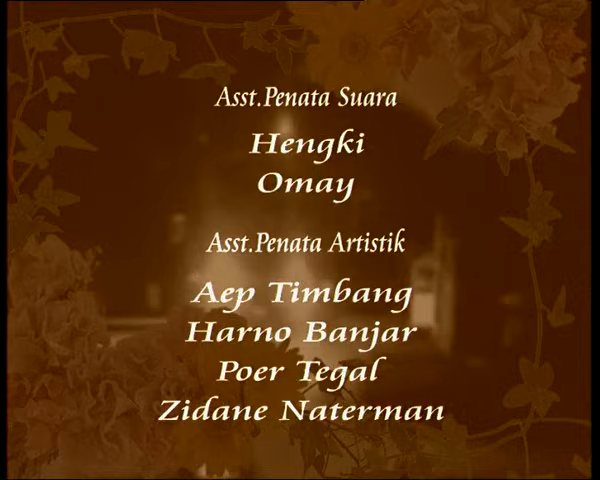 Asst.Penata Suara
Hengki
Omay
Asst.Penata Artistik
Aep Timbang
Harno Banjar
Poer Tegal
Zidane Naterman